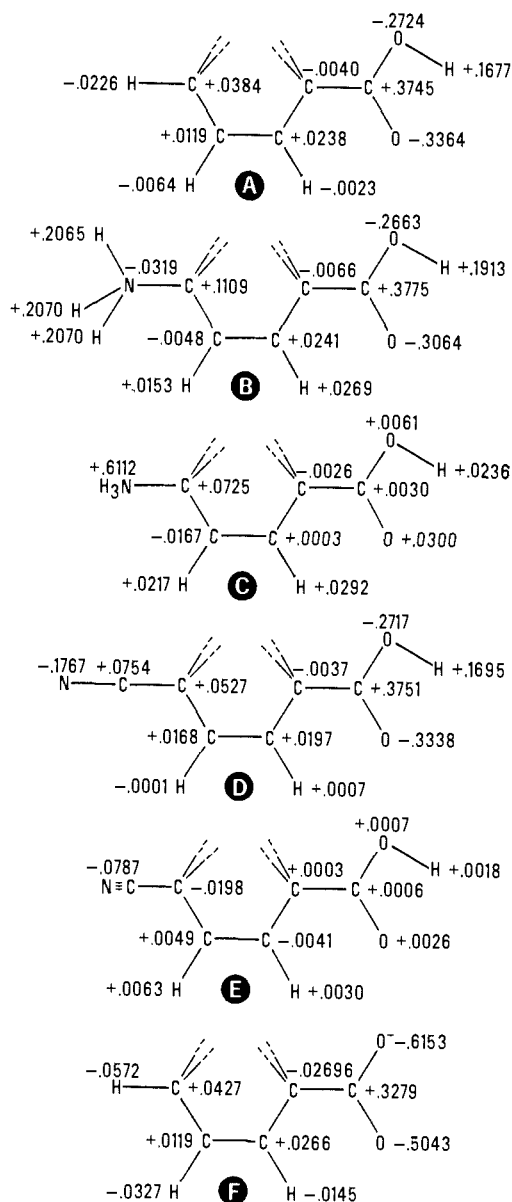 −.2724
O
−.0040 H +.1677
−.0226 H C +.0384 C C +.3745
+.0119 C C +.0238 O −.3364
−.0064 H H −.0023
A
−.2663
+.2065 H O
−.0319 −.0066 H +.1913
N C +.1109 C C +.3775
+.2070 H
+.2070 H −.0048 C C +.0241 O −.3064
+.0153 H H +.0269
B
+.0061
O
+.6112 −.0026 H +.0236
H₃N C +.0725 C C +.0030
−.0167 C C +.0003 O +.0300
+.0217 H H +.0292
C
−.2717
O
−.1767 +.0754 −.0037 H +.1695
N C C +.0527 C C +.3751
+.0168 C C +.0197 O −.3338
−.0001 H H +.0007
D
+.0007
O
−.0787 +.0003 H +.0018
N≡C C −.0198 C C +.0006
+.0049 C C −.0041 O +.0026
+.0063 H H +.0030
E
O⁻ −.6153
−.0572 −.02696
H C +.0427 C C +.3279
+.0119 C C +.0266 O −.5043
−.0327 H H −.0145
F